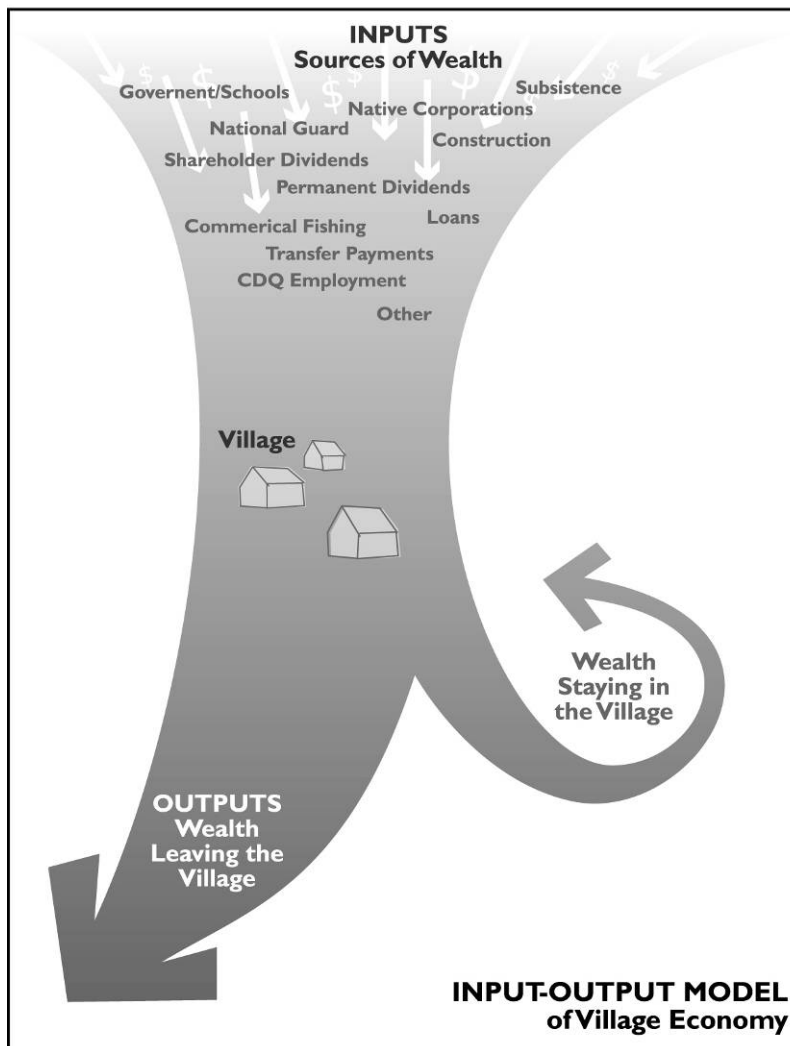 INPUTS
Sources of Wealth
Governent/Schools
Subsistence
Native Corporations
National Guard
Construction
Shareholder Dividends
Permanent Dividends
Loans
Commerical Fishing
Transfer Payments
CDQ Employment
Other
Village
Wealth
Staying in
the Village
OUTPUTS
Wealth
Leaving the
Village
INPUT-OUTPUT MODEL
of Village Economy